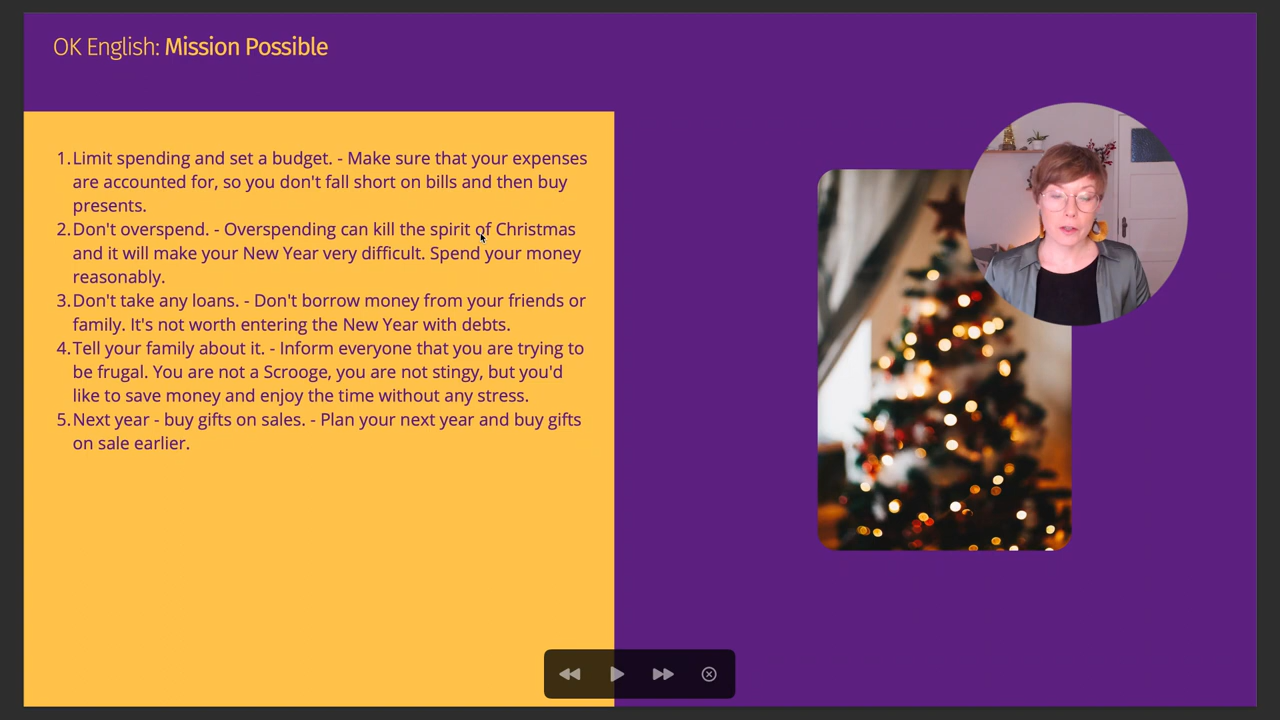 OK English: Mission Possible
1. Limit spending and set a budget. - Make sure that your expenses
are accounted for, so you don't fall short on bills and then buy
presents.
2. Don't overspend. - Overspending can kill the spirit of Christmas
and it will make your New Year very difficult. Spend your money
reasonably.
3. Don't take any loans. - Don't borrow money from your friends or
family. It's not worth entering the New Year with debts.
4. Tell your family about it. - Inform everyone that you are trying to
be frugal. You are not a Scrooge, you are not stingy, but you'd
like to save money and enjoy the time without any stress.
5. Next year - buy gifts on sales. - Plan your next year and buy gifts
on sale earlier.